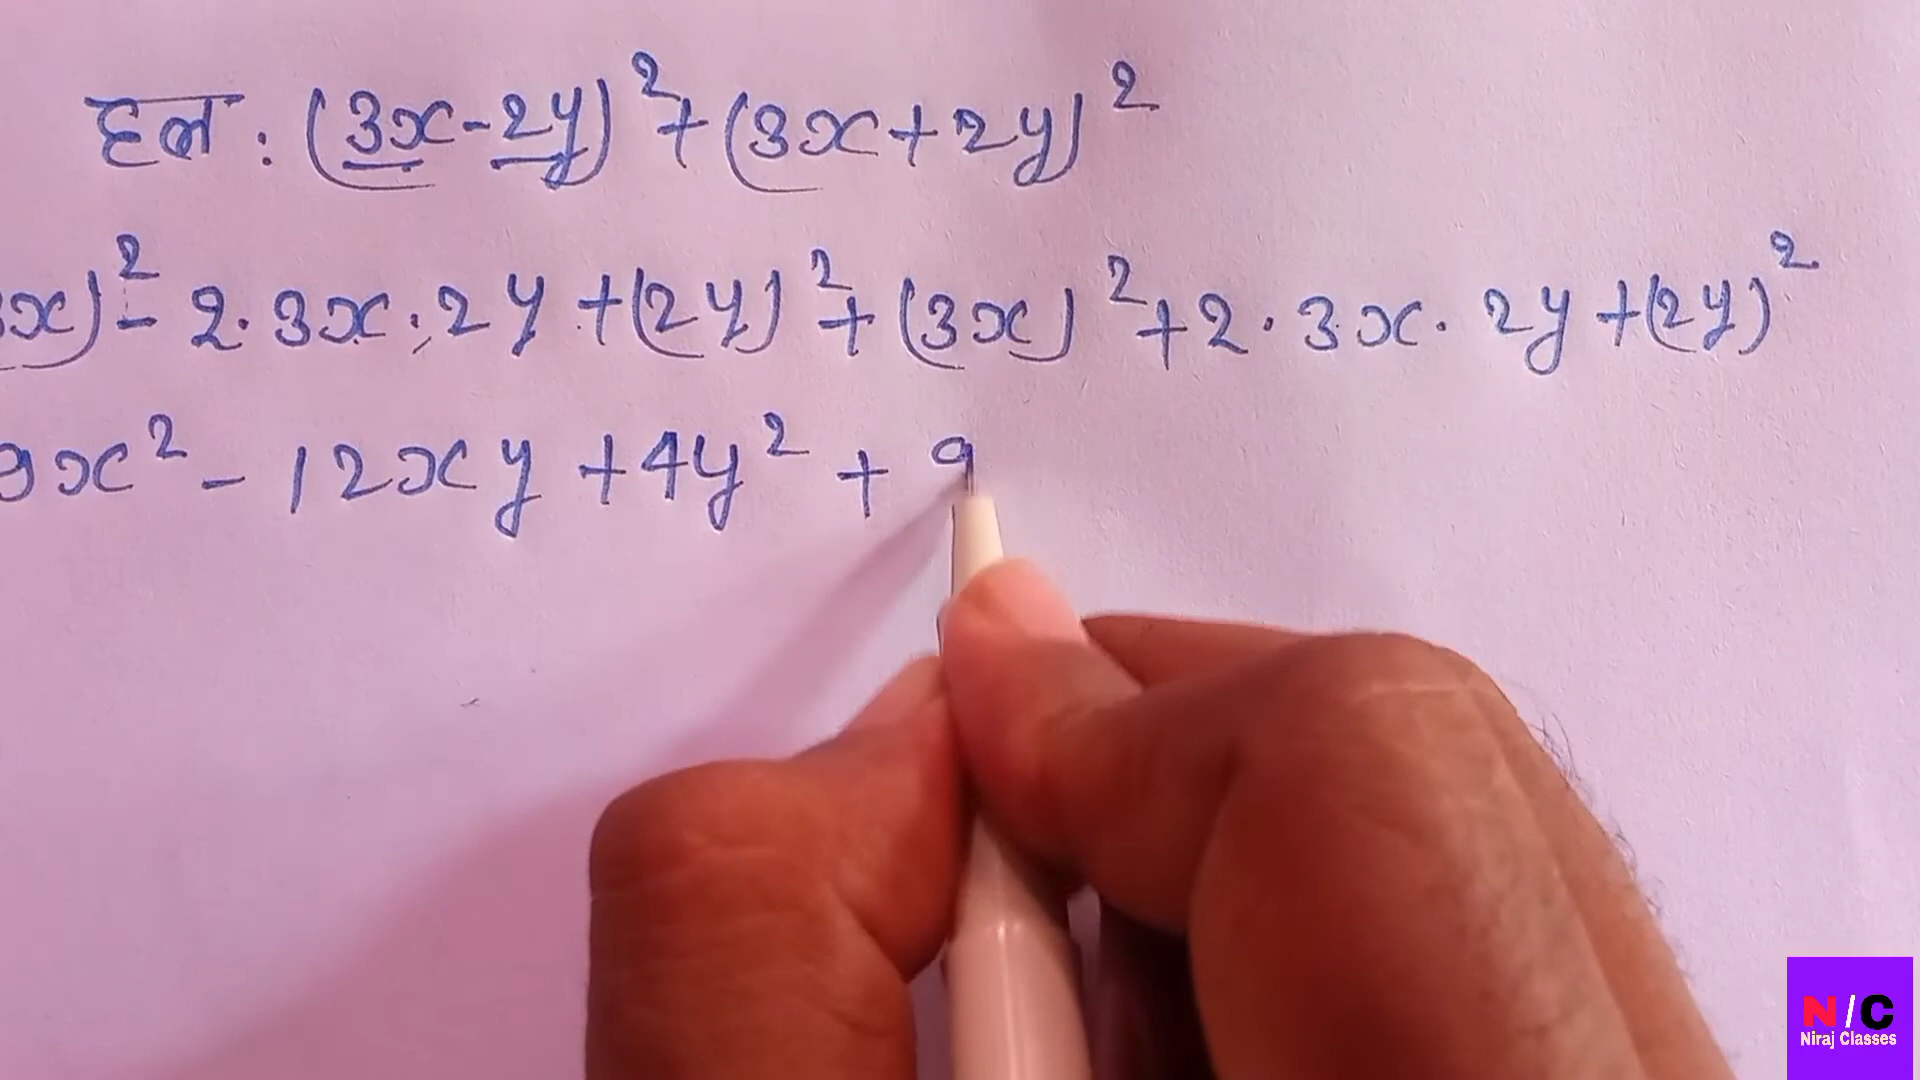 हल : (3x-2y)² + (3x+2y)²
x)² - 2·3x·2y + (2y)² + (3x)² + 2·3x·2y + (2y)²
9x² - 12xy + 4y² + 9
N/C
Niraj Classes